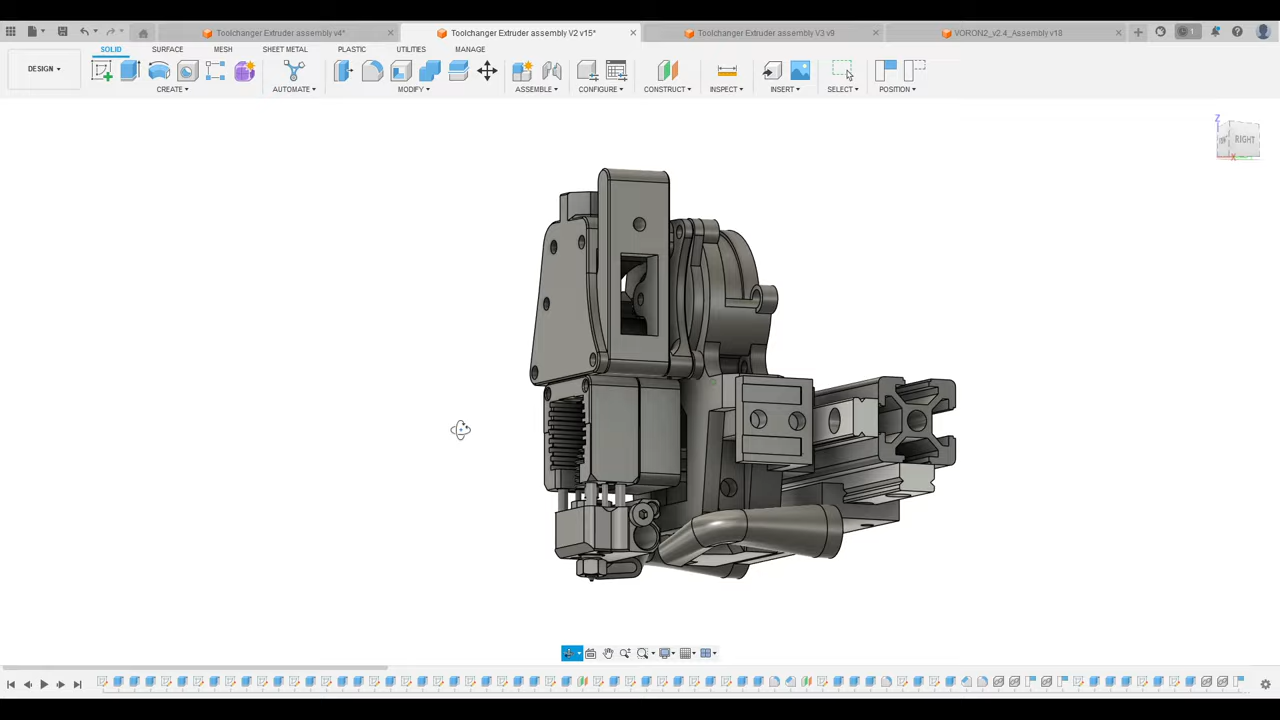 Toolchanger Extruder assembly v4*
Toolchanger Extruder assembly V2 v15*
Toolchanger Extruder assembly V3 v9
VORON2_v2.4_Assembly v18
1
SOLID
SURFACE
MESH
SHEET METAL
PLASTIC
UTILITIES
MANAGE
DESIGN
CREATE
AUTOMATE
MODIFY
ASSEMBLE
CONFIGURE
CONSTRUCT
INSPECT
INSERT
SELECT
POSITION
Z
RIGHT
X